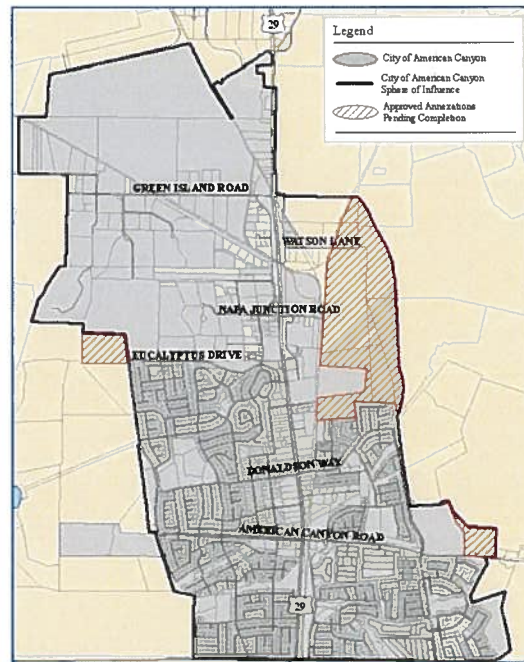 29
Legend
City of American Canyon
City of American Canyon
Sphere of Influence
Approved Annexations
Pending Completion
GREEN ISLAND ROAD
WATSON LANE
NAPA JUNCTION ROAD
EUCALYPTUS DRIVE
DONALDSON WAY
AMERICAN CANYON ROAD
29